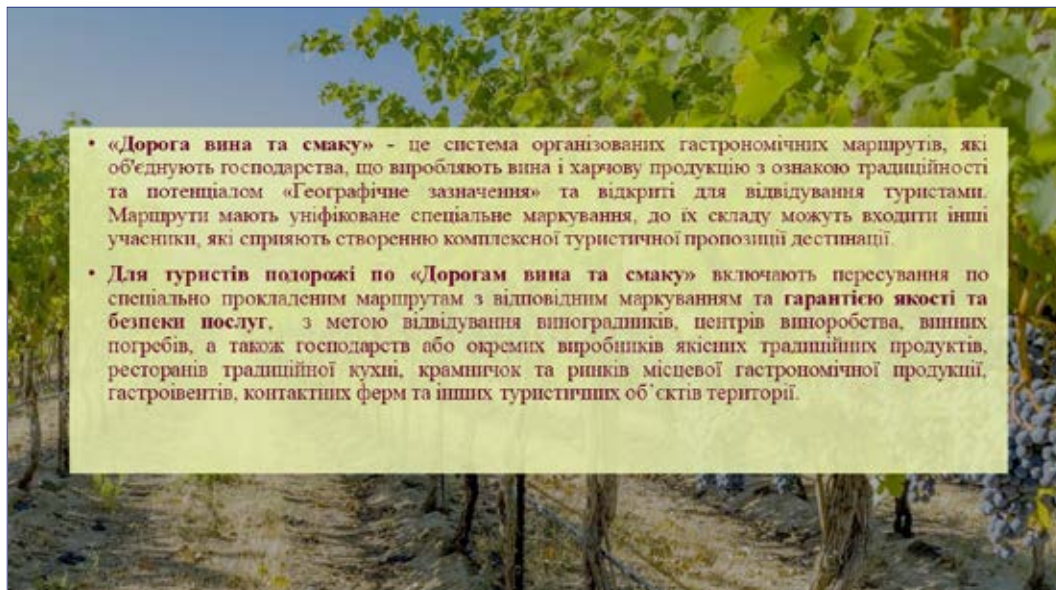 • «Дорога вина та смаку» - це система організованих гастрономічних маршрутів, які
об'єднують господарства, що виробляють вина і харчову продукцію з ознакою традиційності
та потенціалом «Географічне зазначення» та відкриті для відвідування туристами.
Маршрути мають уніфіковане спеціальне маркування, до їх складу можуть входити інші
учасники, які сприяють створенню комплексної туристичної пропозиції дестинації.
• Для туристів подорожі по «Дорогам вина та смаку» включають пересування по
спеціально прокладеним маршрутам з відповідним маркуванням та гарантією якості та
безпеки послуг, з метою відвідування виноградників, центрів виноробства, винних
погребів, а також господарств або окремих виробників якісних традиційних продуктів,
ресторанів традиційної кухні, крамничок та ринків місцевої гастрономічної продукції,
гастроівентів, контактних ферм та інших туристичних об`єктів території.